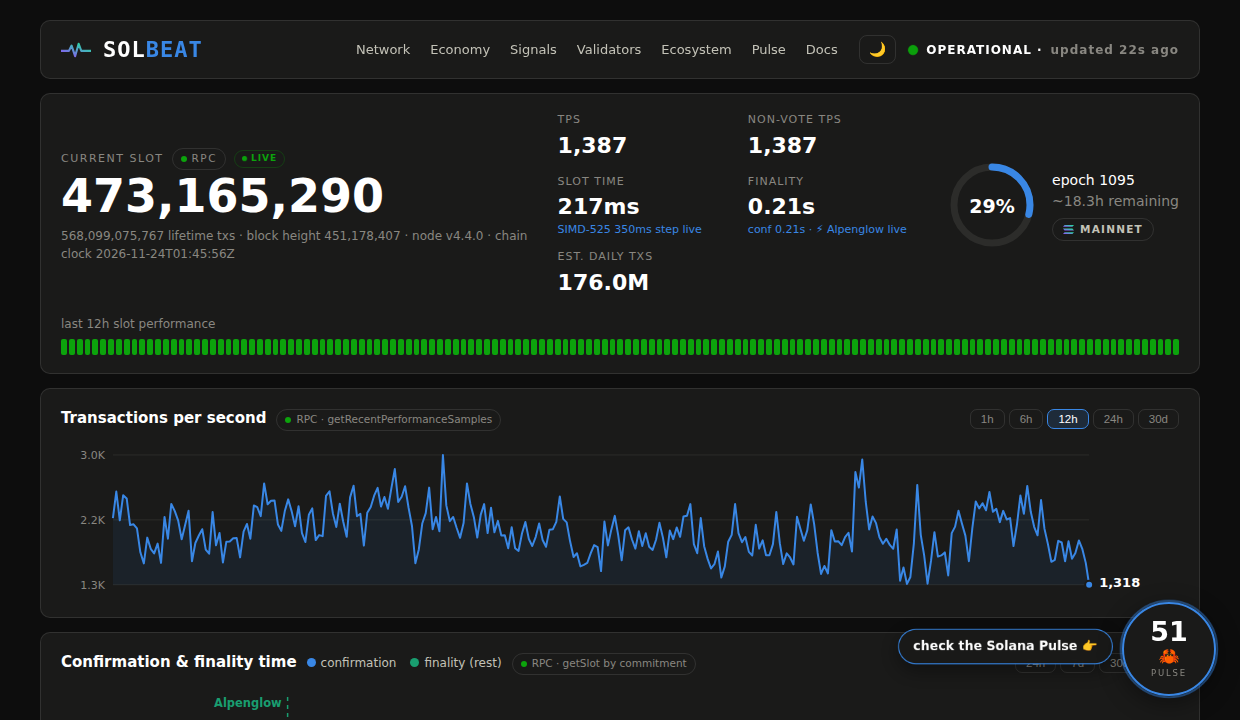 SOLBEAT
Network Economy Signals Validators Ecosystem Pulse Docs
OPERATIONAL · updated 22s ago
CURRENT SLOT RPC LIVE
473,165,290
568,099,075,767 lifetime txs · block height 451,178,407 · node v4.4.0 · chain
clock 2026-11-24T01:45:56Z
TPS
1,387
NON-VOTE TPS
1,387
SLOT TIME
217ms
SIMD-525 350ms step live
FINALITY
0.21s
conf 0.21s · ⚡ Alpenglow live
EST. DAILY TXS
176.0M
29%
epoch 1095
~18.3h remaining
MAINNET
last 12h slot performance
Transactions per second RPC · getRecentPerformanceSamples
1h 6h 12h 24h 30d
3.0K
2.2K
1.3K
1,318
Confirmation & finality time confirmation finality (rest) RPC · getSlot by commitment
Alpenglow
check the Solana Pulse 👉
51
PULSE